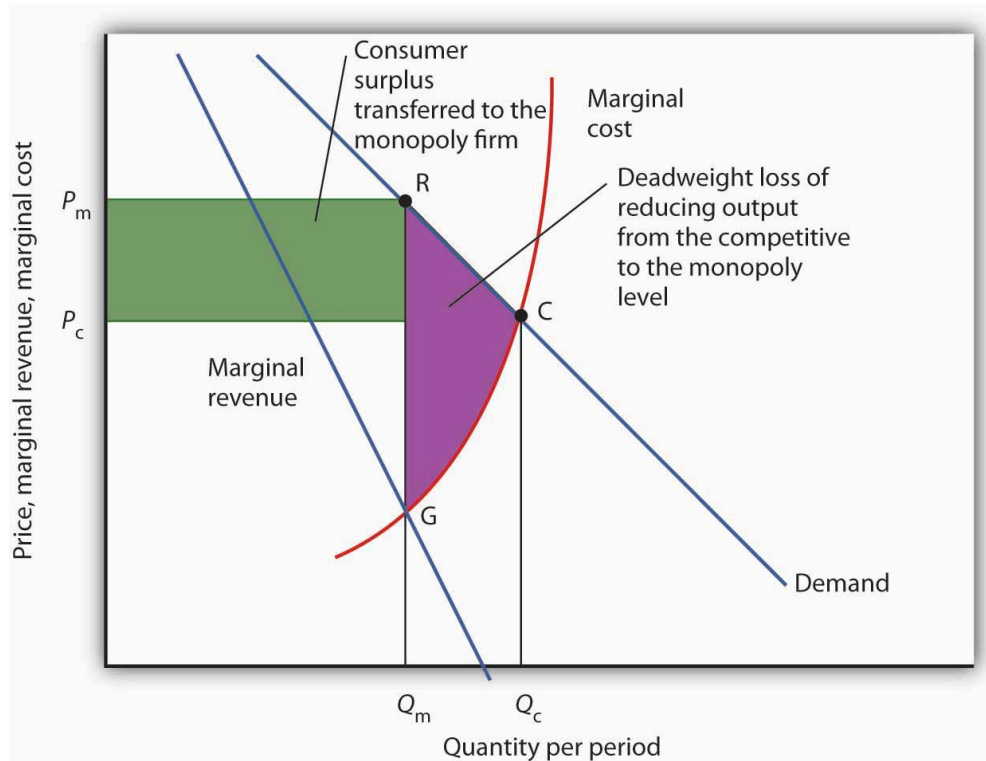 Consumer
surplus
transferred to the
monopoly firm
Marginal
cost
Deadweight loss of
reducing output
from the competitive
to the monopoly
level
R
C
G
Marginal
revenue
Demand
Price, marginal revenue, marginal cost
Pm
Pc
Qm
Qc
Quantity per period